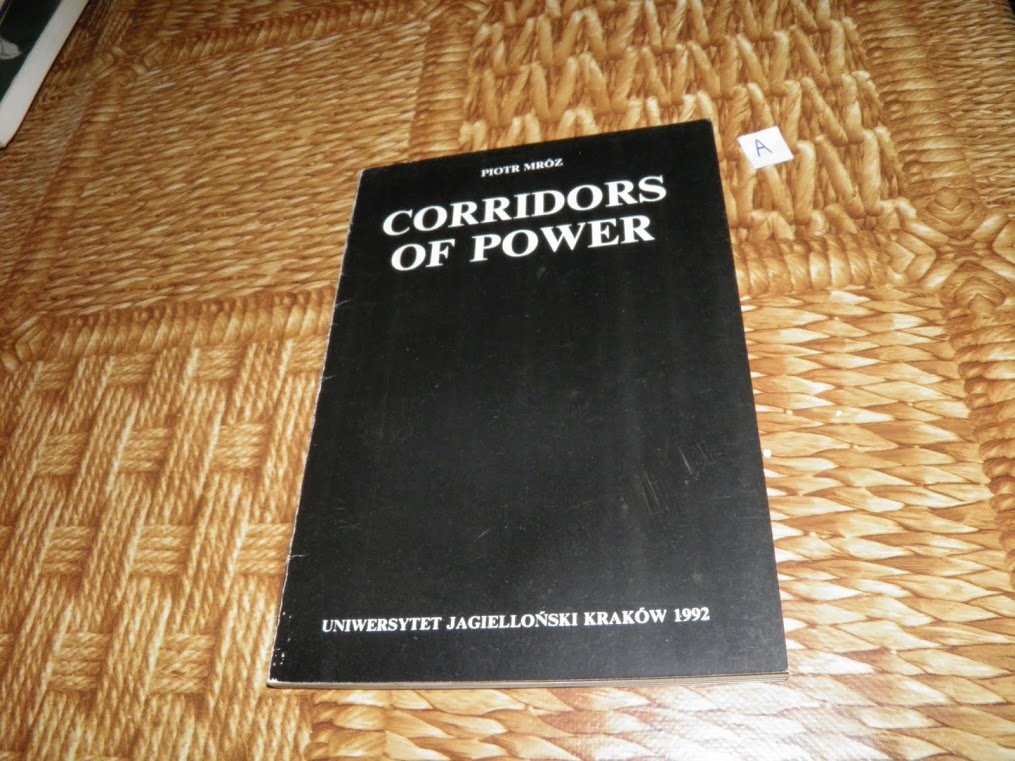 PIOTR MRÓZ
CORRIDORS
OF POWER
UNIWERSYTET JAGIELLOŃSKI KRAKÓW 1992
A